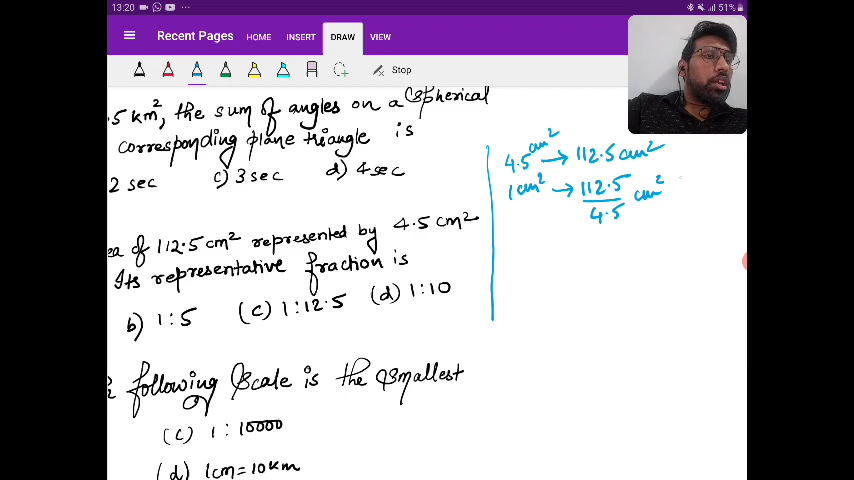 13:20
51%
Recent Pages HOME INSERT DRAW VIEW
Stop
.5 km², the sum of angles on a spherical
corresponding plane triangle is
2 sec c) 3 sec d) 4 sec
ea of 112.5 cm² represented by 4.5 cm²
Its representative fraction is
b) 1:5 (c) 1:12.5 (d) 1:10
following scale is the smallest
(c) 1 : 10000
(d) 1cm = 10km
4.5 cm² → 112.5 cm²
1 cm² → 112.5/4.5 cm²